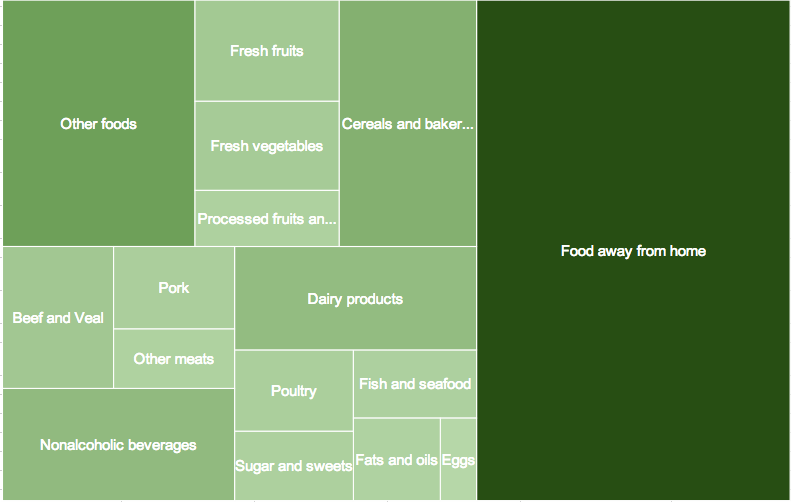 Other foods
Fresh fruits
Fresh vegetables
Processed fruits an...
Cereals and baker...
Food away from home
Beef and Veal
Pork
Other meats
Nonalcoholic beverages
Dairy products
Poultry
Fish and seafood
Sugar and sweets
Fats and oils
Eggs